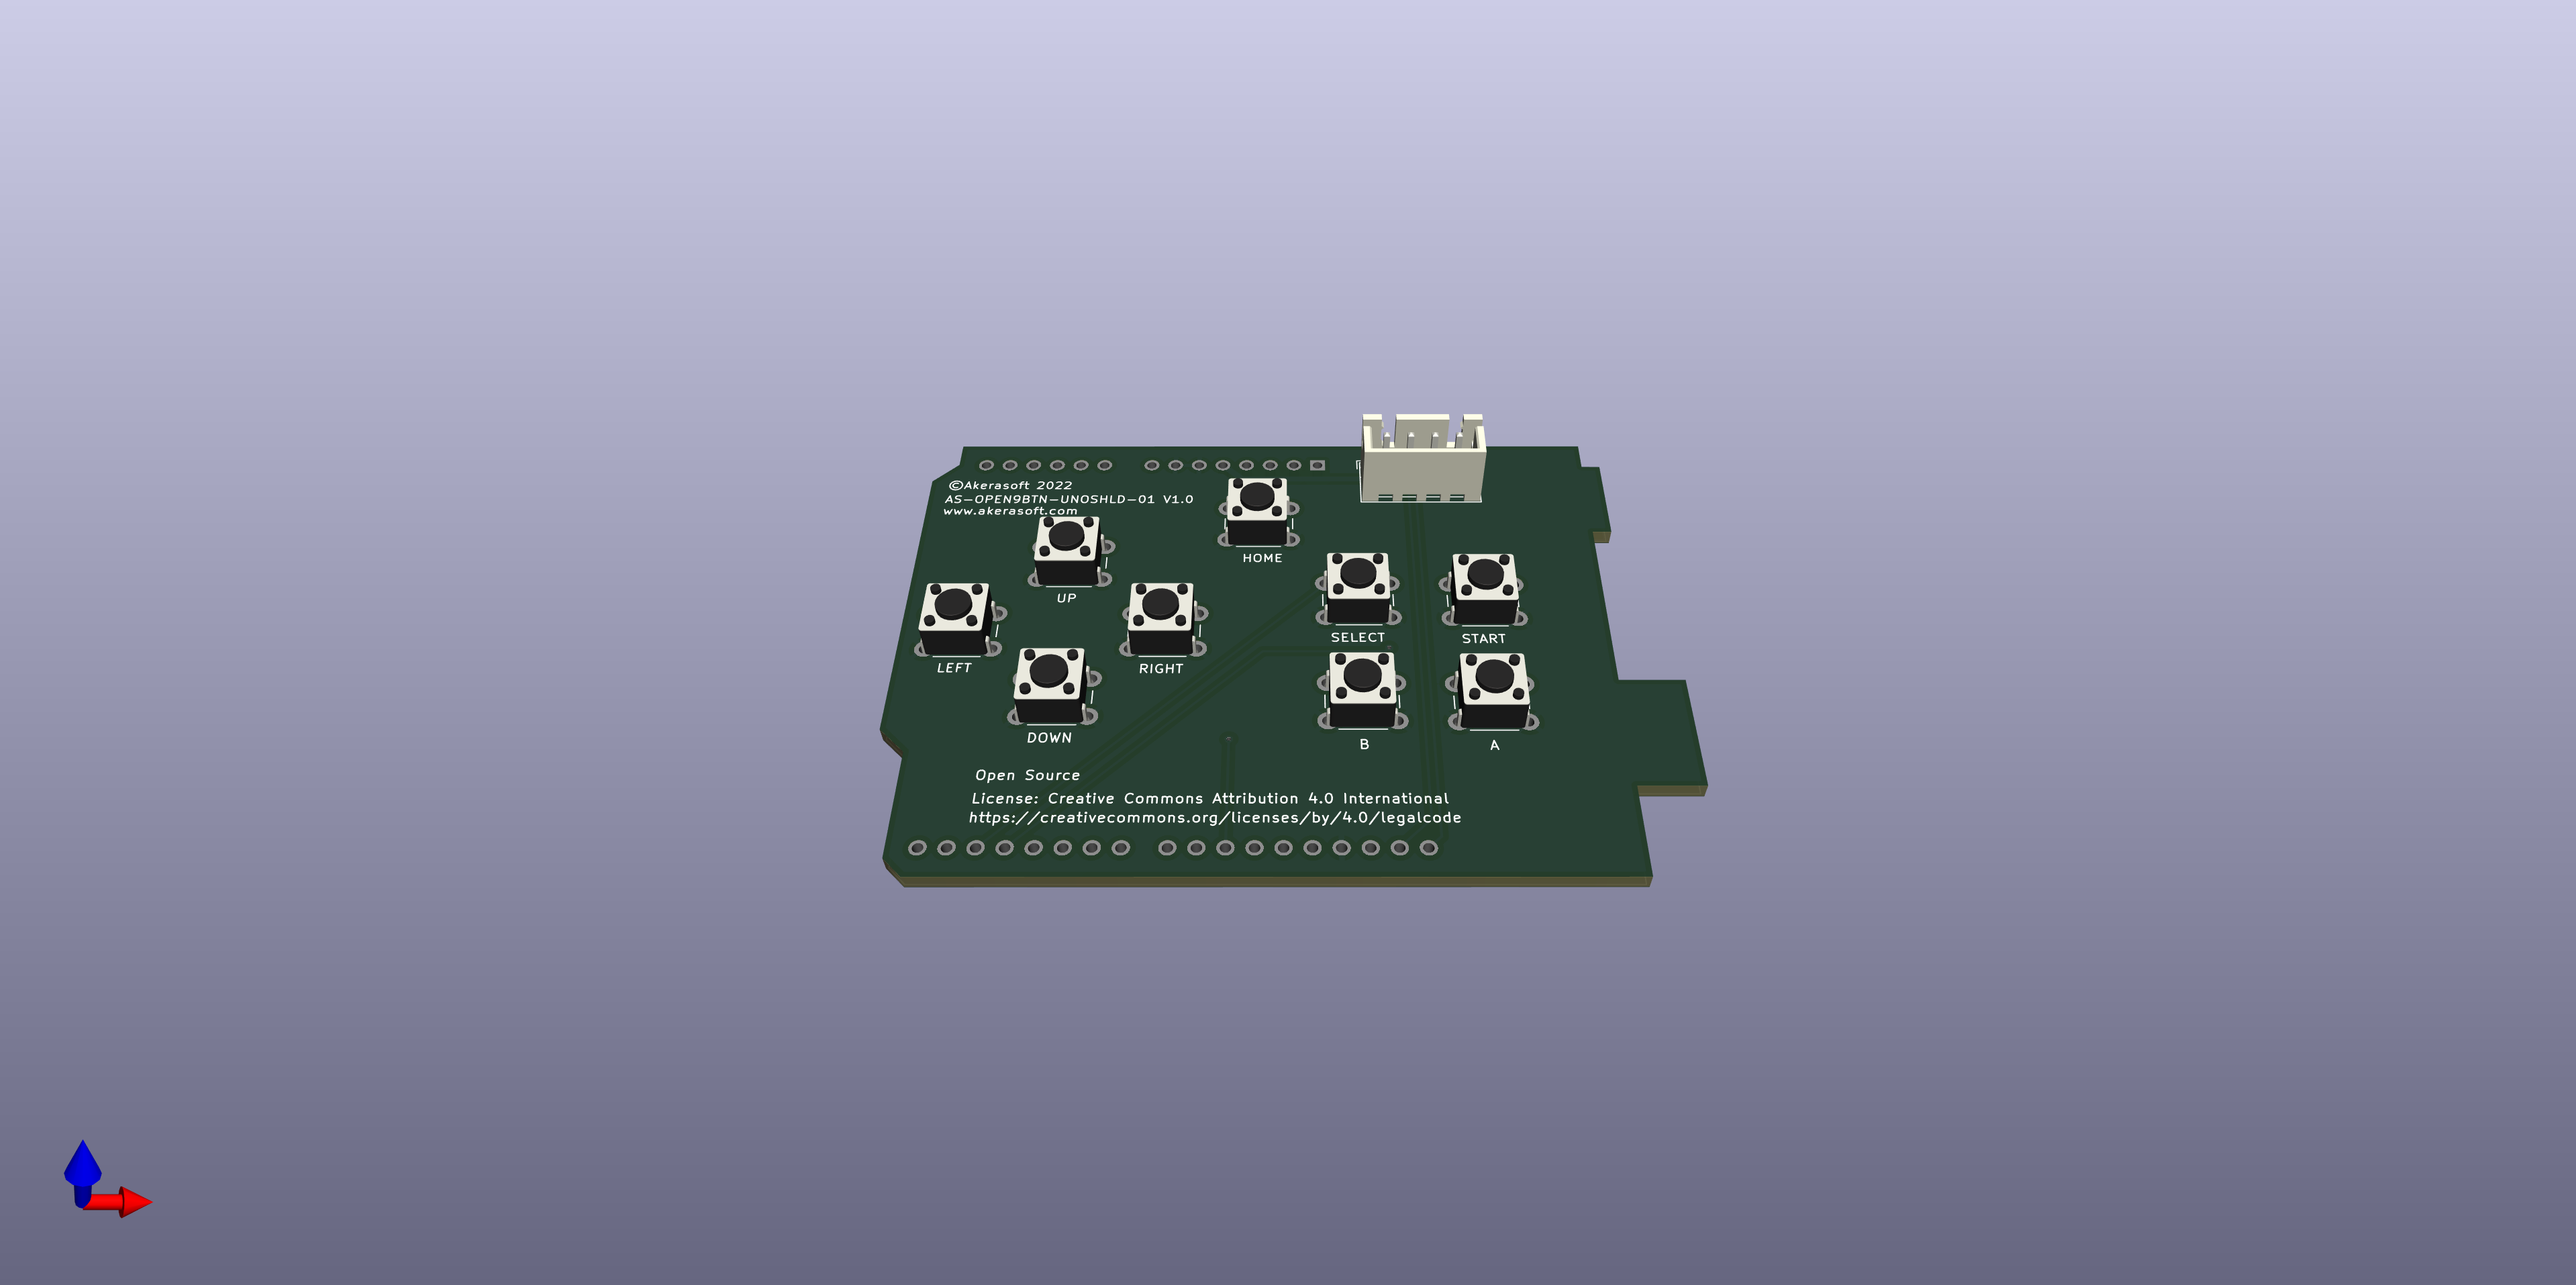 ©Akerasoft 2022
AS-OPEN9BTN-UNOSHLD-01 V1.0
www.akerasoft.com
HOME
UP
LEFT
RIGHT
SELECT
START
DOWN
B
A
Open Source
License: Creative Commons Attribution 4.0 International
https://creativecommons.org/licenses/by/4.0/legalcode